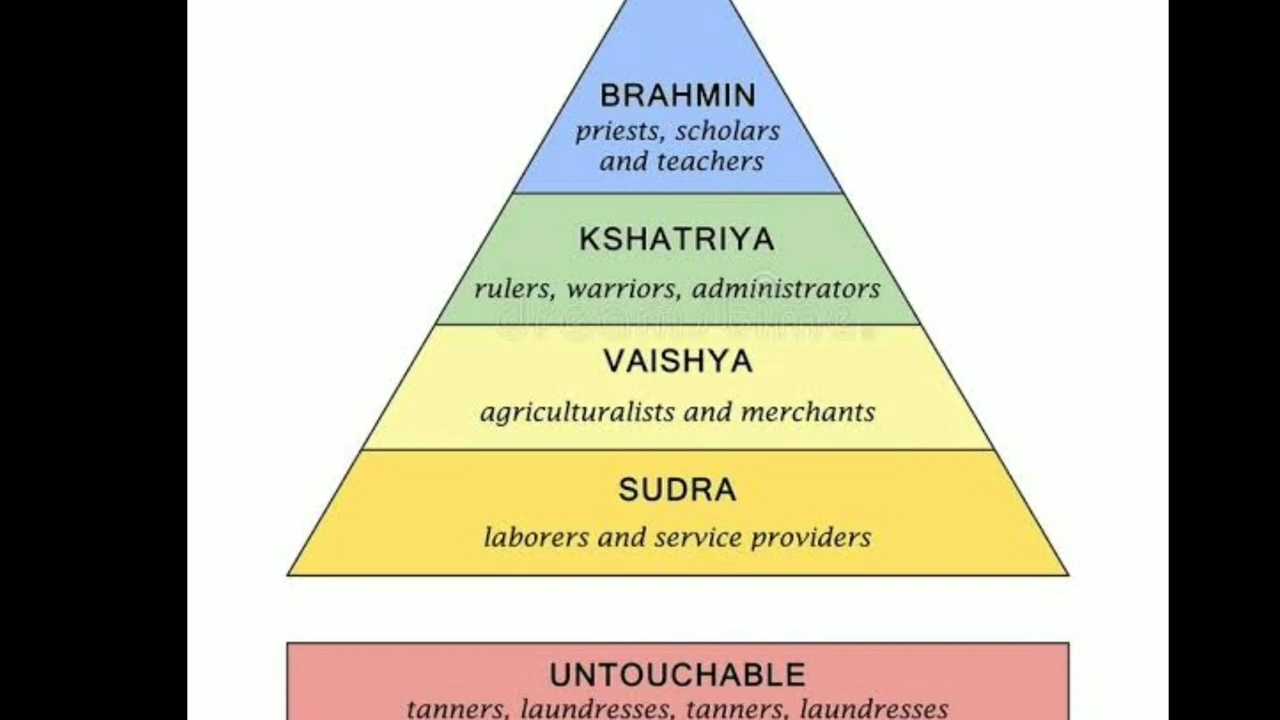 BRAHMIN
priests, scholars
and teachers
KSHATRIYA
rulers, warriors, administrators
VAISHYA
agriculturalists and merchants
SUDRA
laborers and service providers
UNTOUCHABLE
tanners, laundresses, tanners, laundresses